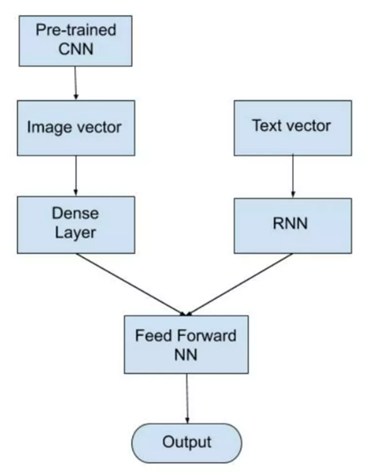 Pre-trained
CNN
Image vector
Text vector
Dense
Layer
RNN
Feed Forward
NN
Output